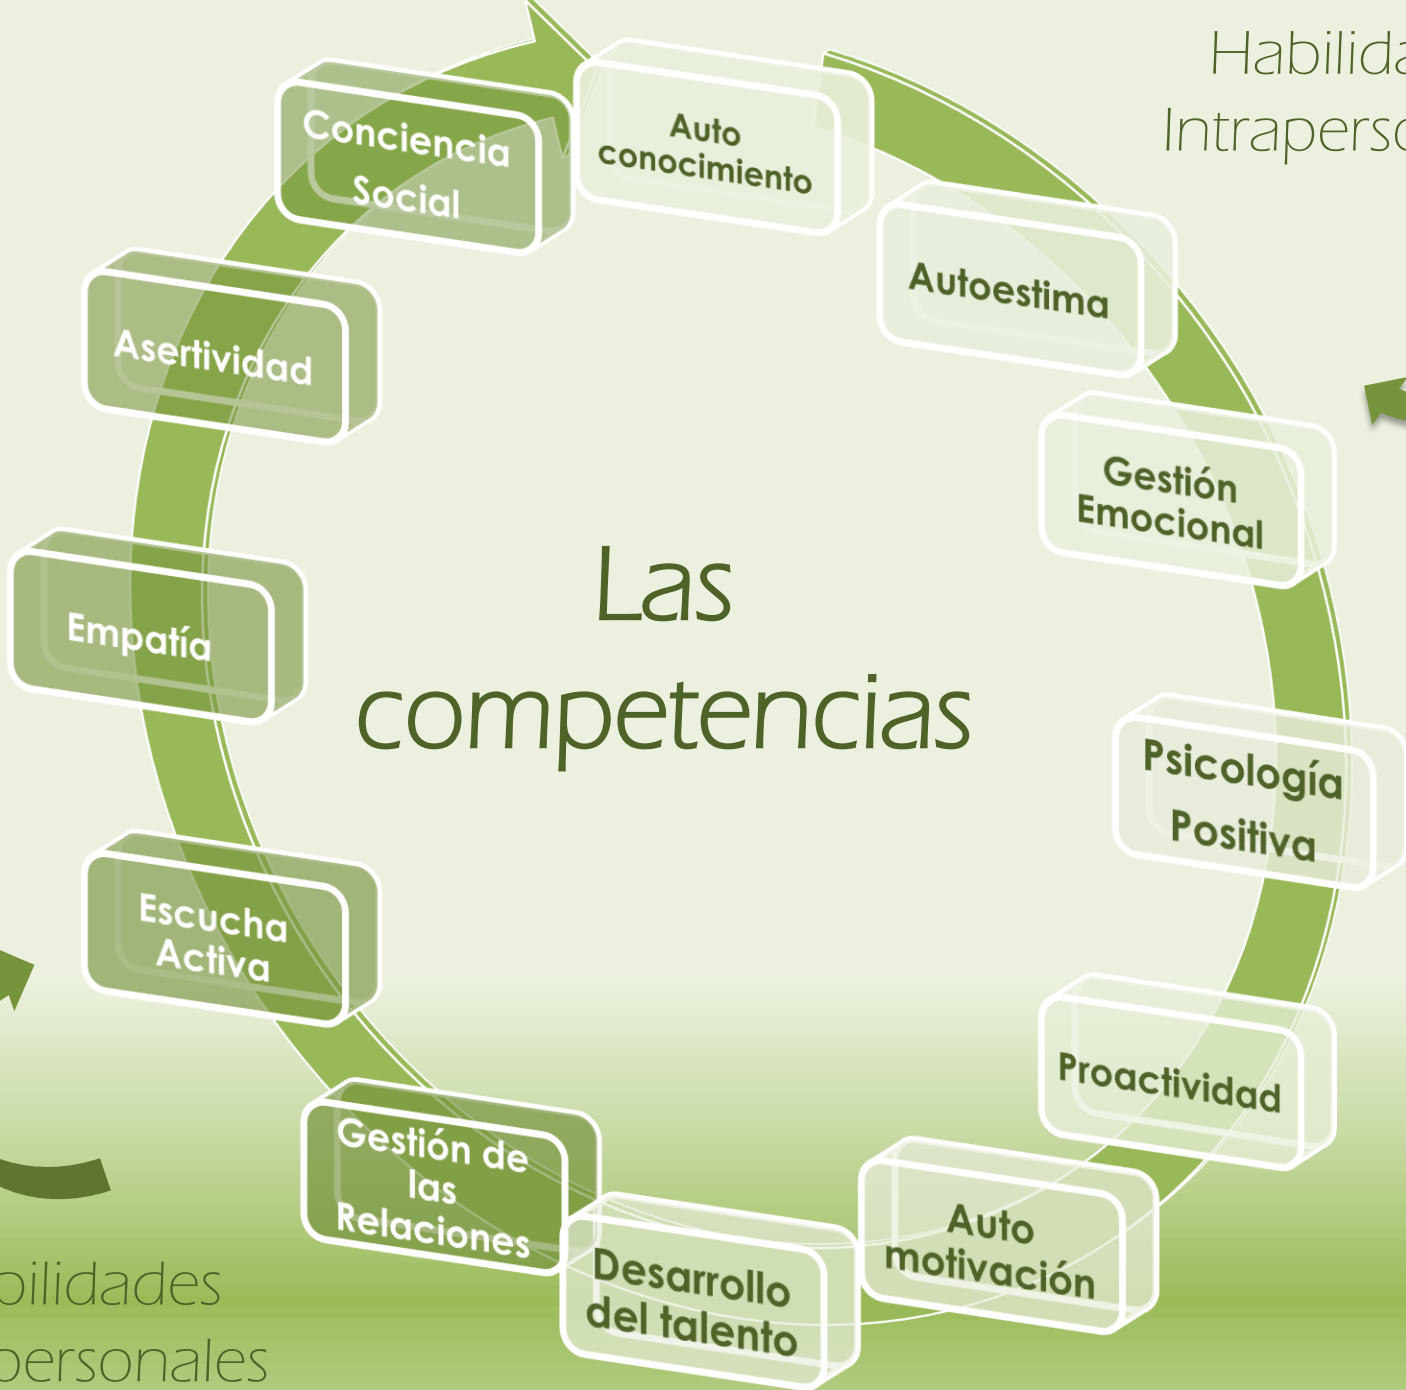 Habilida
Intraperso
Auto
conocimiento
Autoestima
Gestión
Emocional
Psicología
Positiva
Proactividad
Auto
motivación
Desarrollo
del talento
Gestión de
las
Relaciones
Escucha
Activa
Empatía
Asertividad
Conciencia
Social
Las
competencias
bilidades
personales